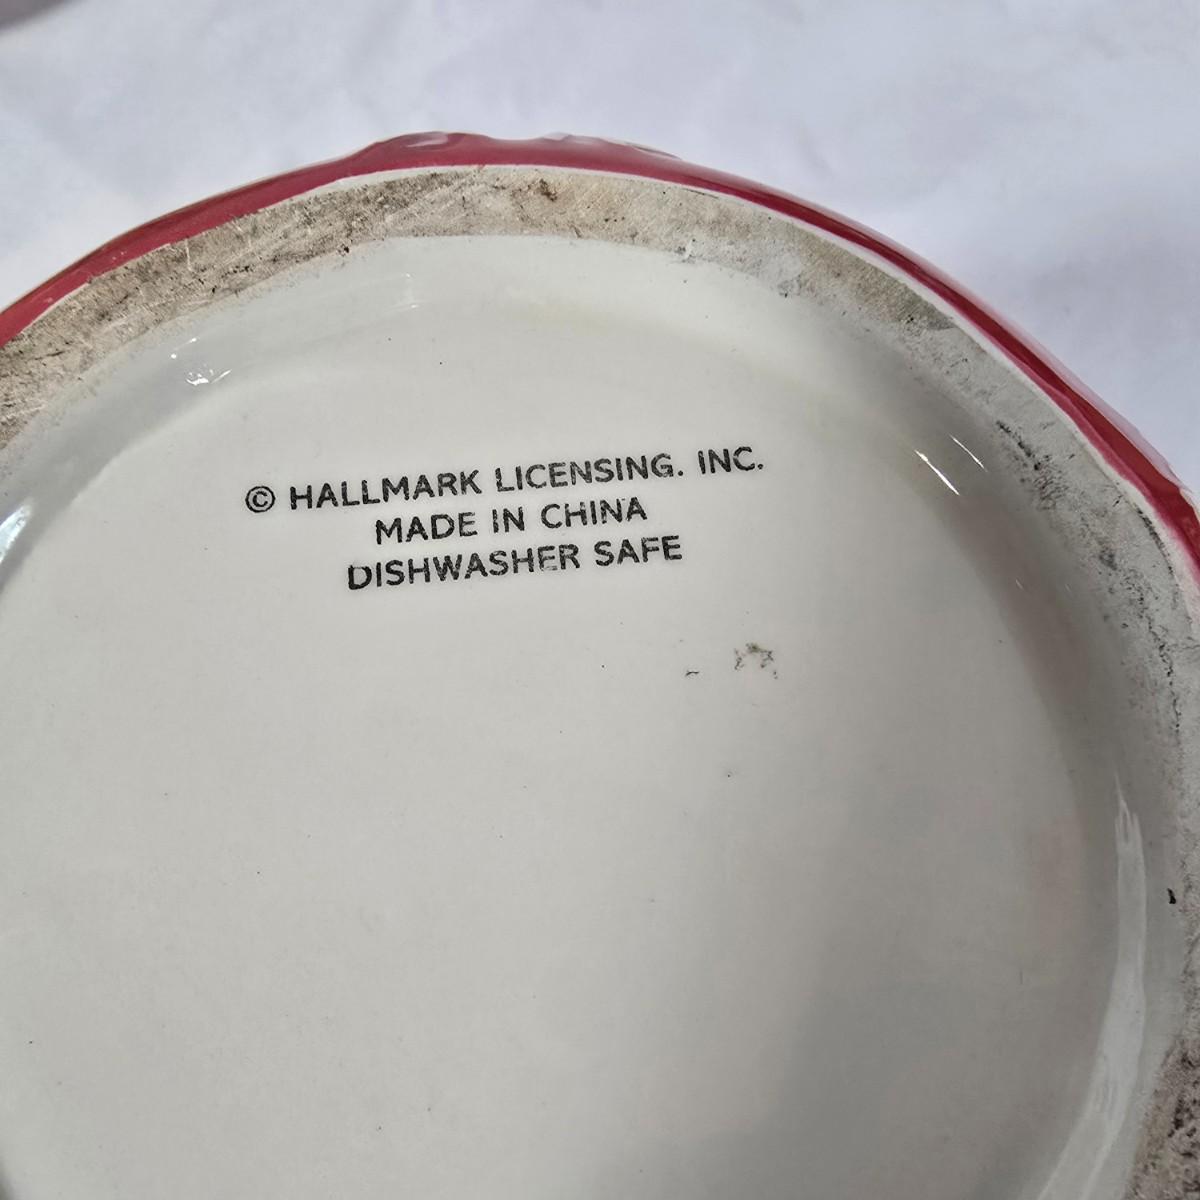 © HALLMARK LICENSING. INC.
MADE IN CHINA
DISHWASHER SAFE